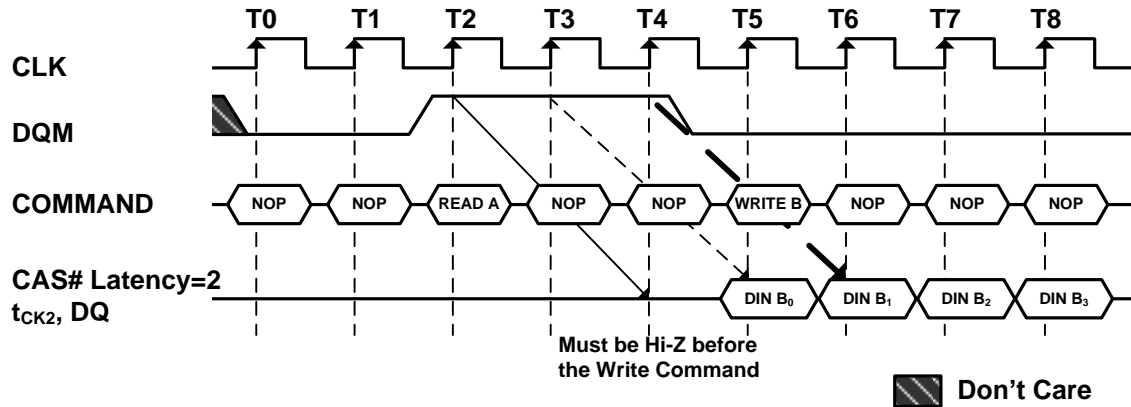 T0 T1 T2 T3 T4 T5 T6 T7 T8
CLK
DQM
COMMAND NOP NOP READ A NOP NOP WRITE B NOP NOP NOP
CAS# Latency=2
tCK2, DQ DIN B0 DIN B1 DIN B2 DIN B3
Must be Hi-Z before
the Write Command
Don't Care